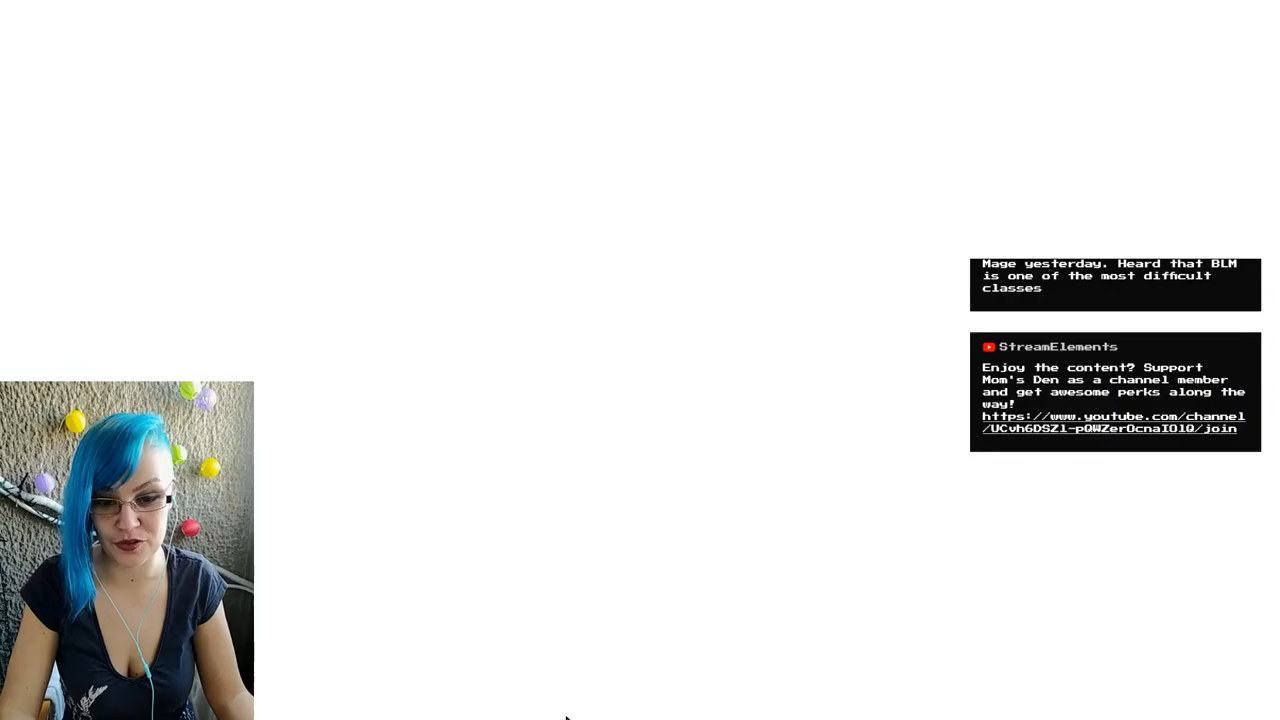 Mage yesterday. Heard that BLM
is one of the most difficult
classes
StreamElements
Enjoy the content? Support
Mom's Den as a channel member
and get awesome perks along the
way!
https://www.youtube.com/channel
/UCvh6DSZl-pQWZerOcnaIOlQ/join